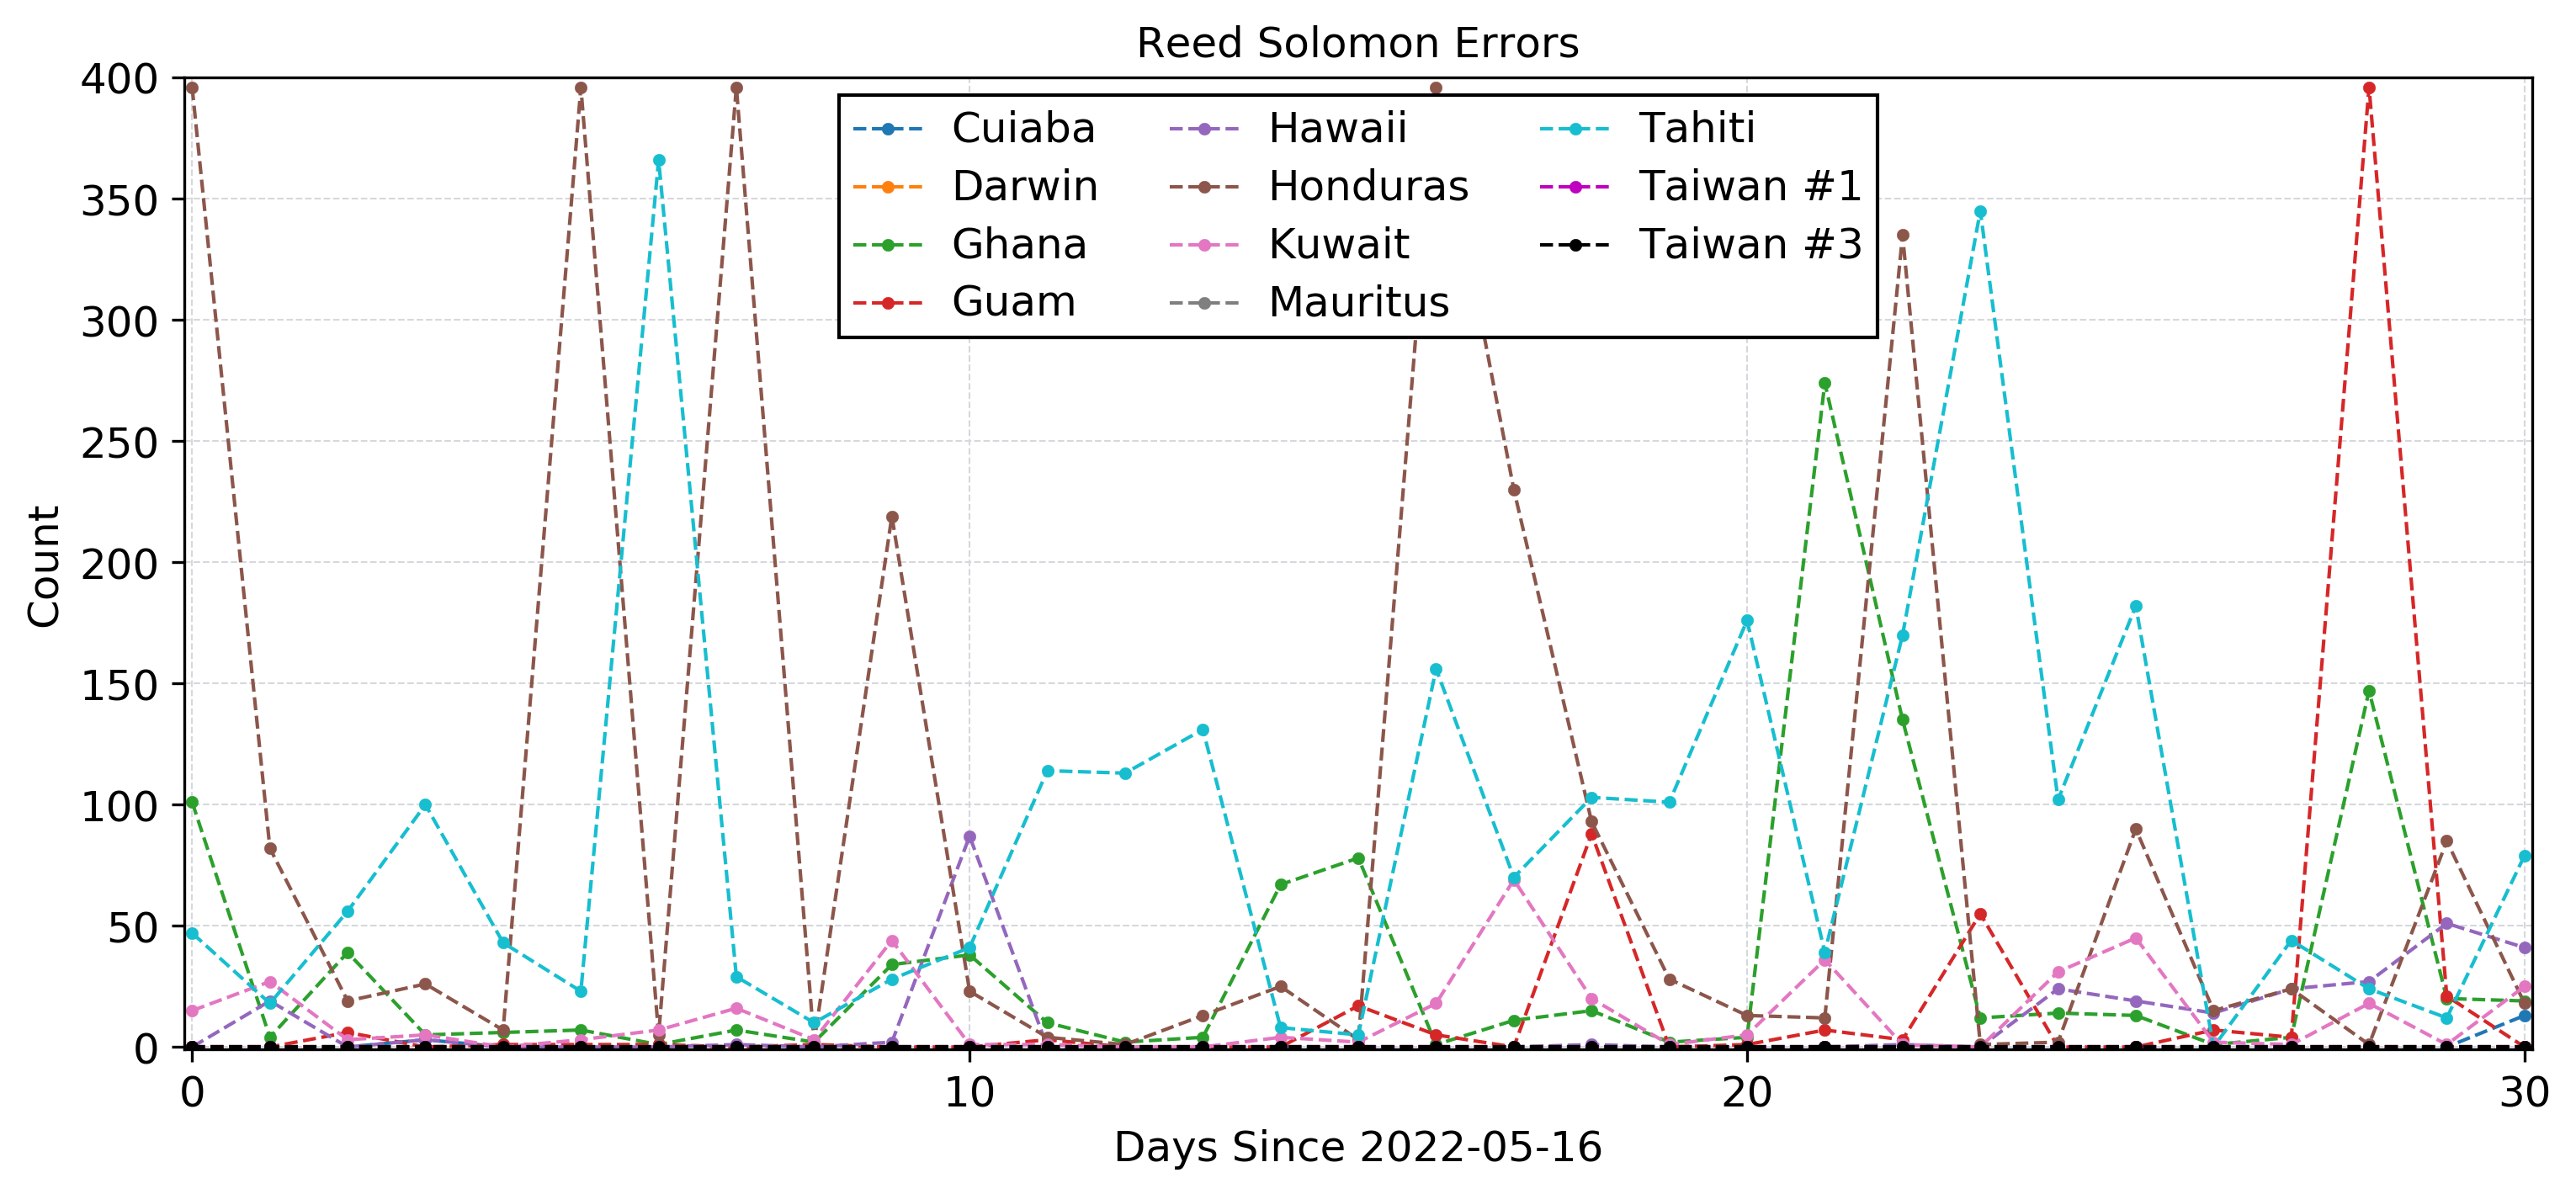 Reed Solomon Errors
400
350
300
250
200
150
100
50
0
Count
Cuiaba
Darwin
Ghana
Guam
Hawaii
Honduras
Kuwait
Mauritus
Tahiti
Taiwan #1
Taiwan #3
0 10 20 30
Days Since 2022-05-16